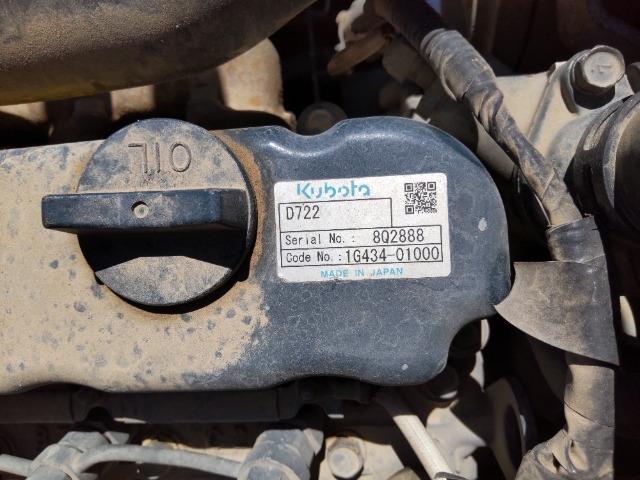 OIL
Kubota
D722
Serial No.: 8Q2888
Code No.: 1G434-01000
MADE IN JAPAN